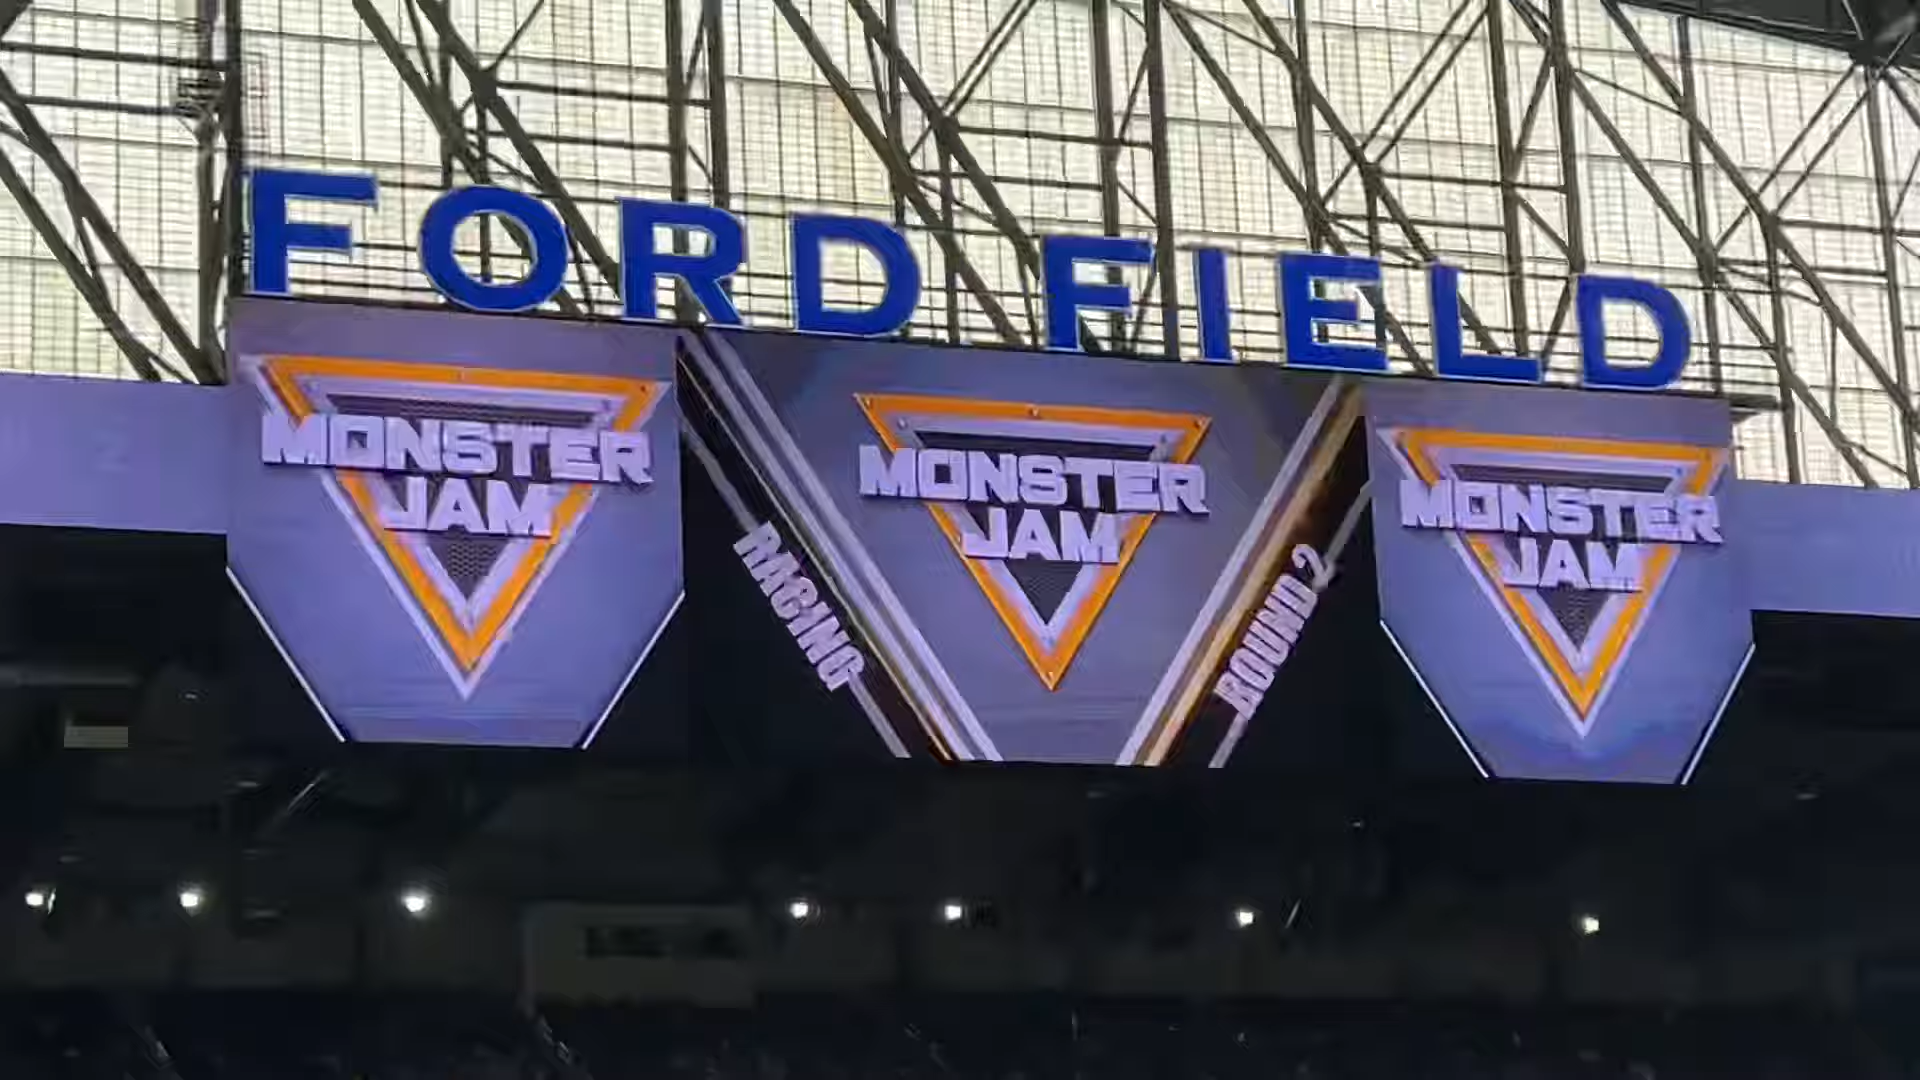 FORD FIELD
MONSTER
JAM
RACING
MONSTER
JAM
ROUND 2
MONSTER
JAM